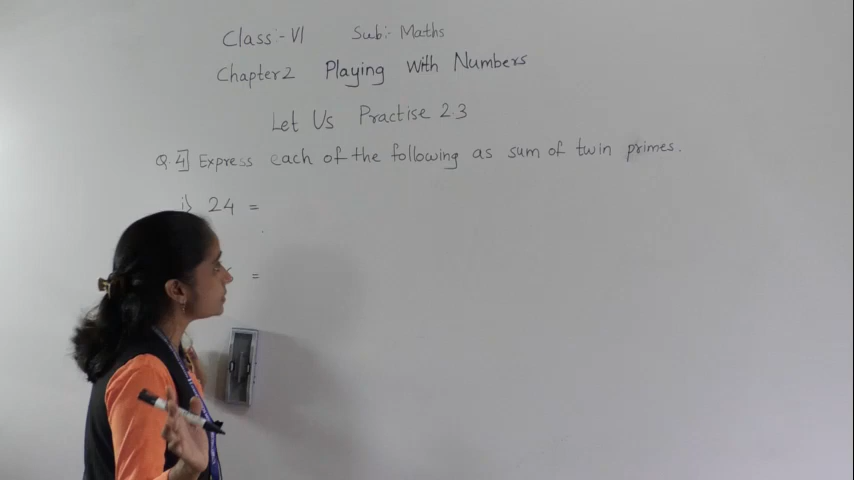 Class :- VI Sub:- Maths
Chapter 2 Playing with Numbers
Let Us Practise 2.3
Q.4] Express each of the following as sum of twin primes.
i) 24 =
=